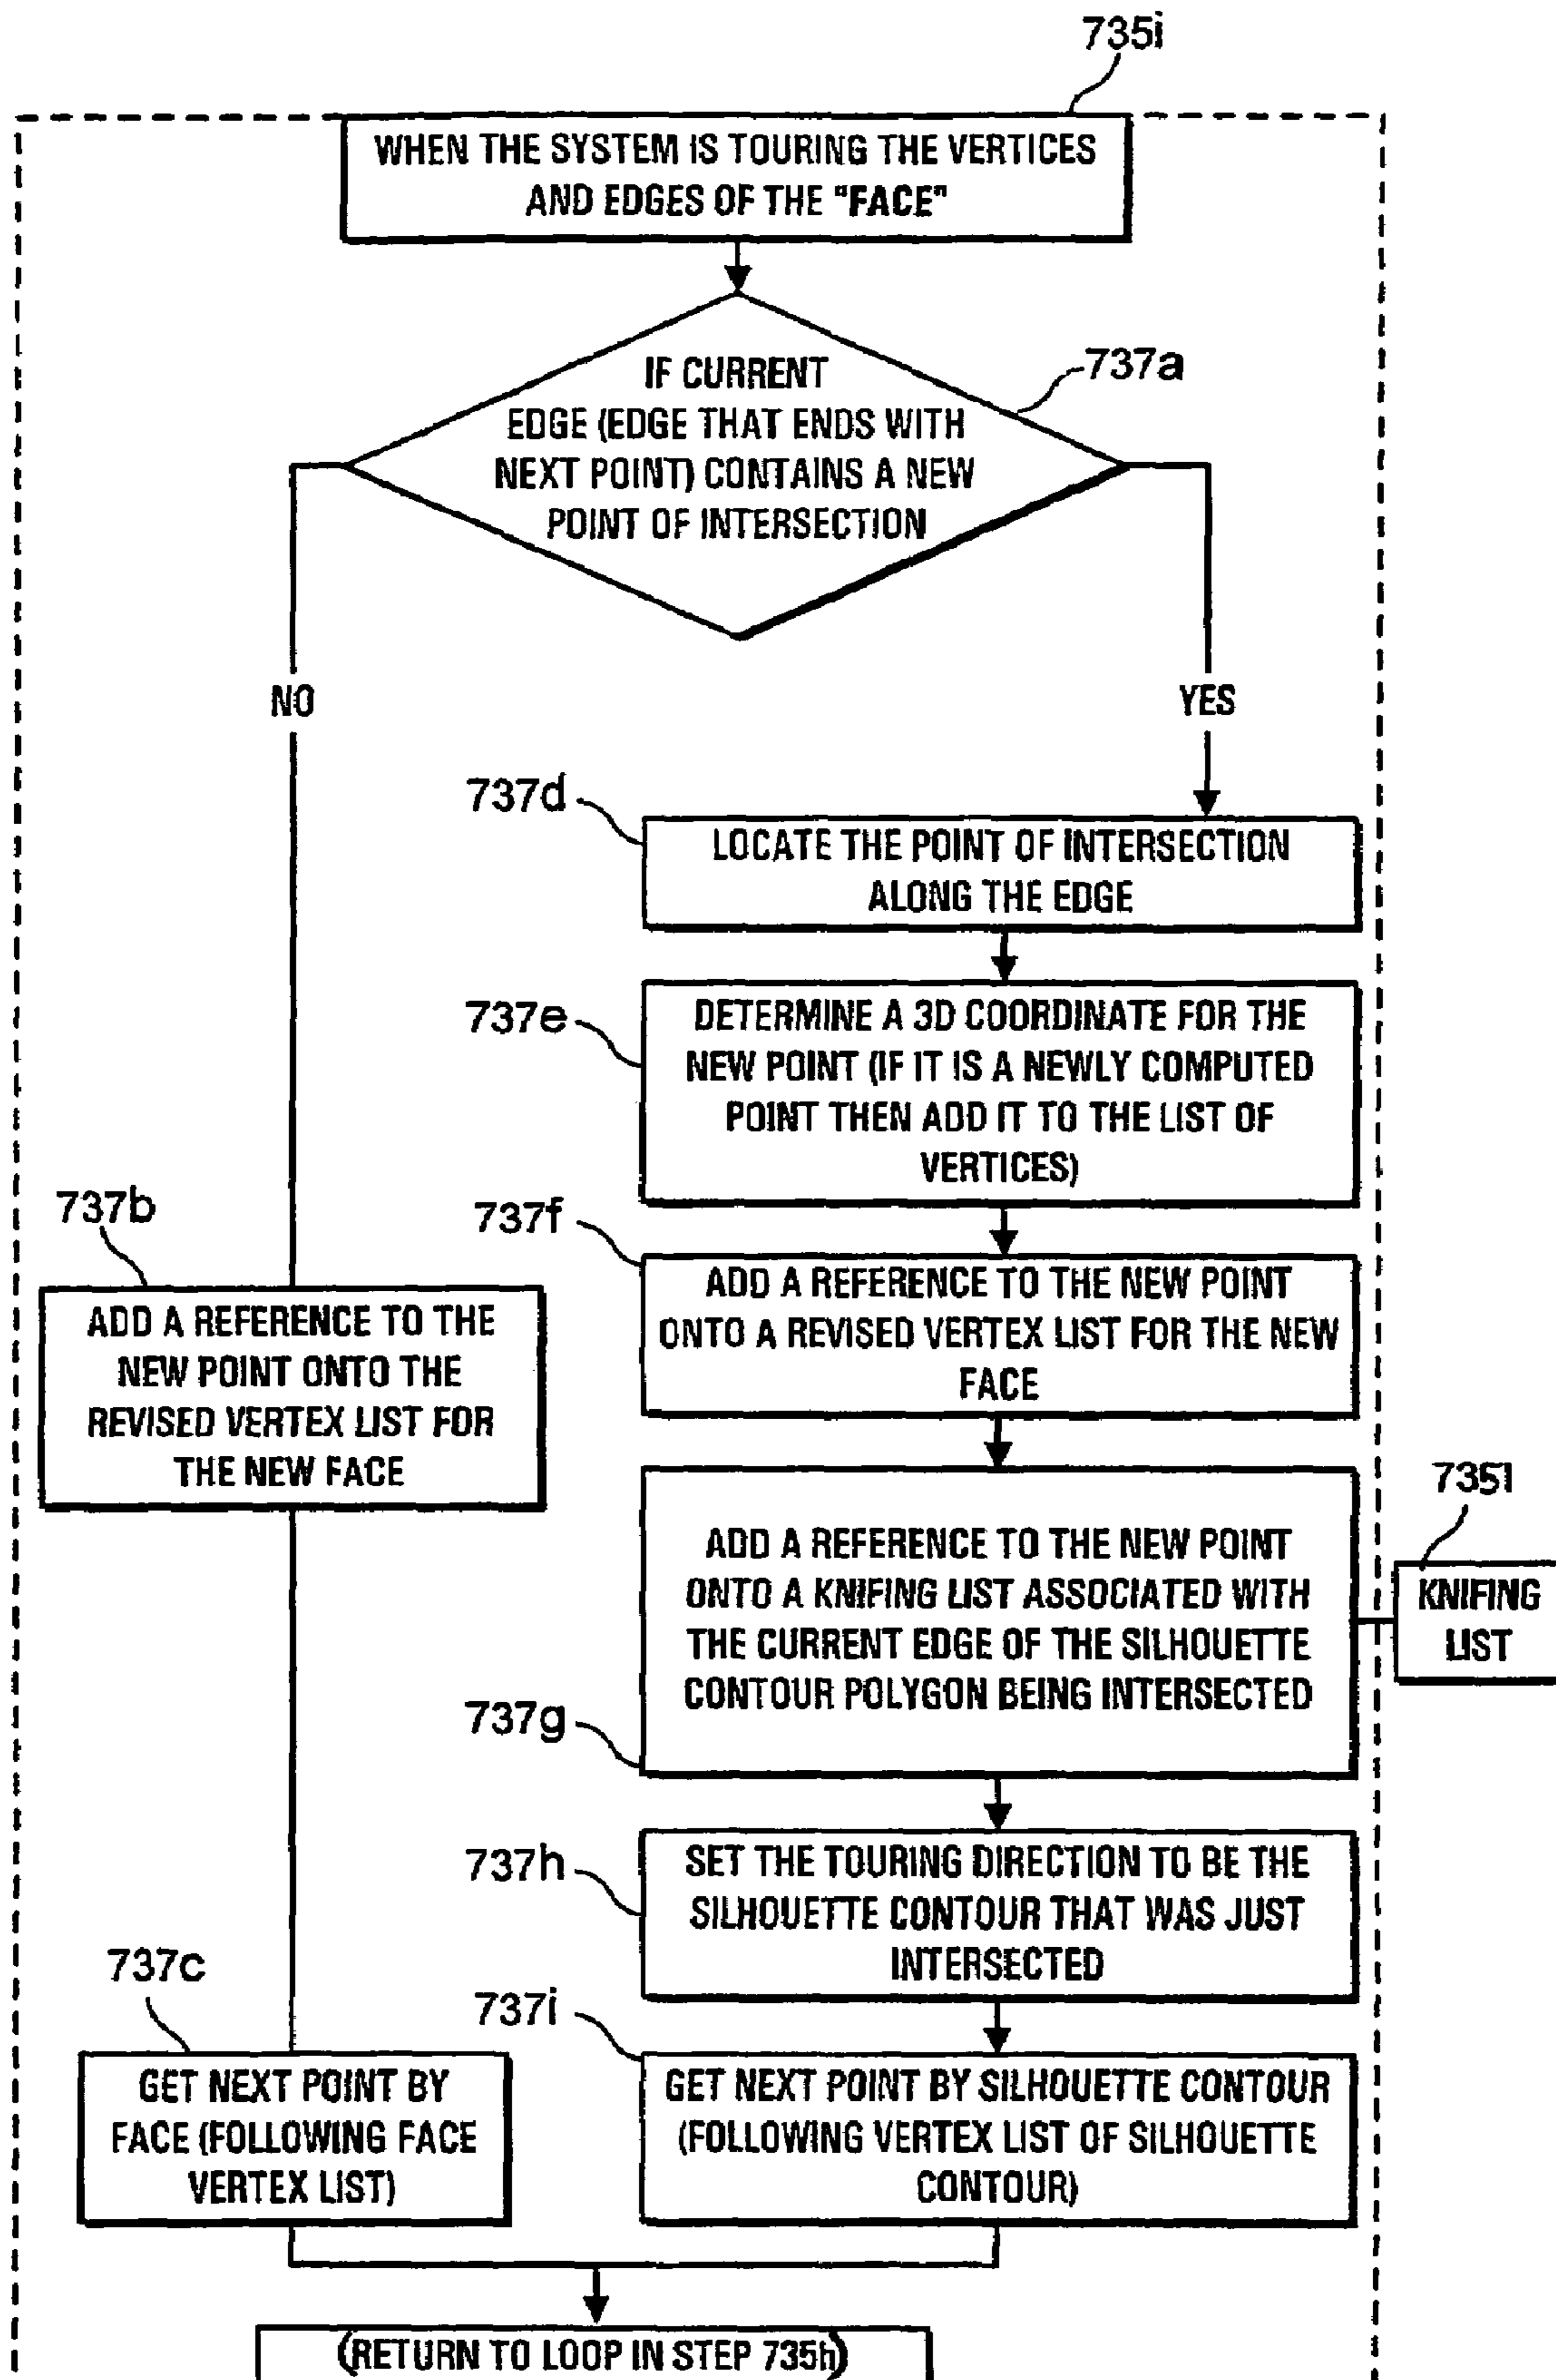 735i
WHEN THE SYSTEM IS TOURING THE VERTICES
AND EDGES OF THE "FACE"
737a
IF CURRENT
EDGE (EDGE THAT ENDS WITH
NEXT POINT) CONTAINS A NEW
POINT OF INTERSECTION
NO
YES
737d
LOCATE THE POINT OF INTERSECTION
ALONG THE EDGE
737e
DETERMINE A 3D COORDINATE FOR THE
NEW POINT (IF IT IS A NEWLY COMPUTED
POINT THEN ADD IT TO THE LIST OF
VERTICES)
737b
ADD A REFERENCE TO THE
NEW POINT ONTO THE
REVISED VERTEX LIST FOR
THE NEW FACE
737f
ADD A REFERENCE TO THE NEW POINT
ONTO A REVISED VERTEX LIST FOR THE NEW
FACE
737g
ADD A REFERENCE TO THE NEW POINT
ONTO A KNIFING LIST ASSOCIATED WITH
THE CURRENT EDGE OF THE SILHOUETTE
CONTOUR POLYGON BEING INTERSECTED
735l
KNIFING
LIST
737h
SET THE TOURING DIRECTION TO BE THE
SILHOUETTE CONTOUR THAT WAS JUST
INTERSECTED
737c
GET NEXT POINT BY
FACE (FOLLOWING FACE
VERTEX LIST)
737i
GET NEXT POINT BY SILHOUETTE CONTOUR
(FOLLOWING VERTEX LIST OF SILHOUETTE
CONTOUR)
(RETURN TO LOOP IN STEP 735h)